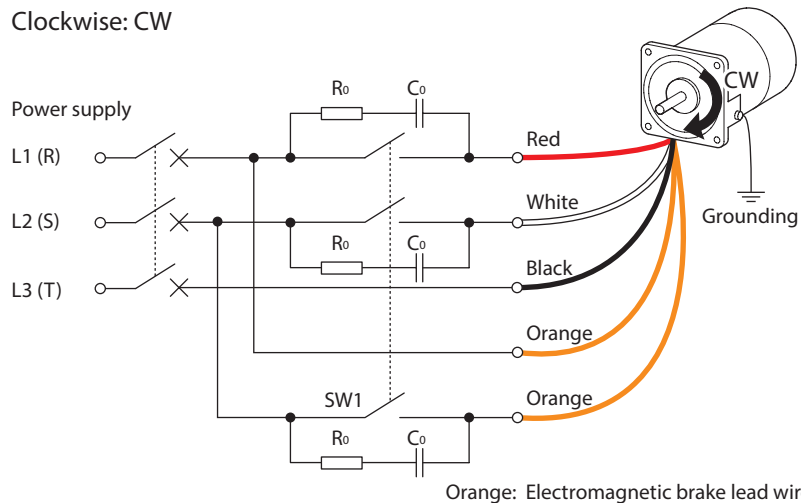 Clockwise: CW
CW
R₀ C₀
Power supply
L1 (R)
Red
L2 (S)
White
Grounding
R₀ C₀
L3 (T)
Black
Orange
SW1
Orange
R₀ C₀
Orange: Electromagnetic brake lead wir